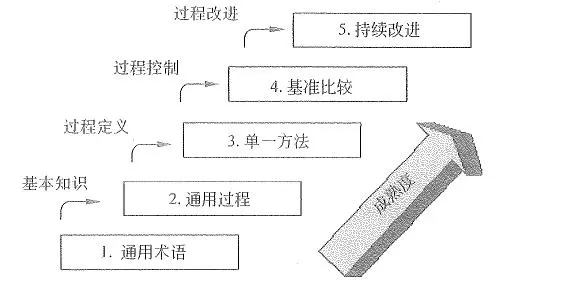 过程改进
5. 持续改进
过程控制
4. 基准比较
过程定义
3. 单一方法
基本知识
2. 通用过程
1. 通用术语
成熟度